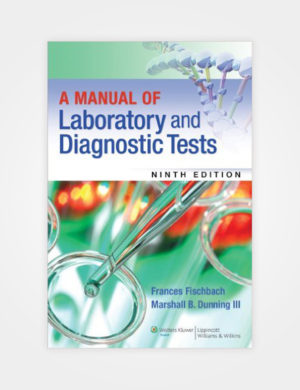 A MANUAL OF
Laboratory and
Diagnostic Tests
NINTH EDITION
Frances Fischbach
Marshall B. Dunning III
Wolters Kluwer
Lippincott
Williams & Wilkins